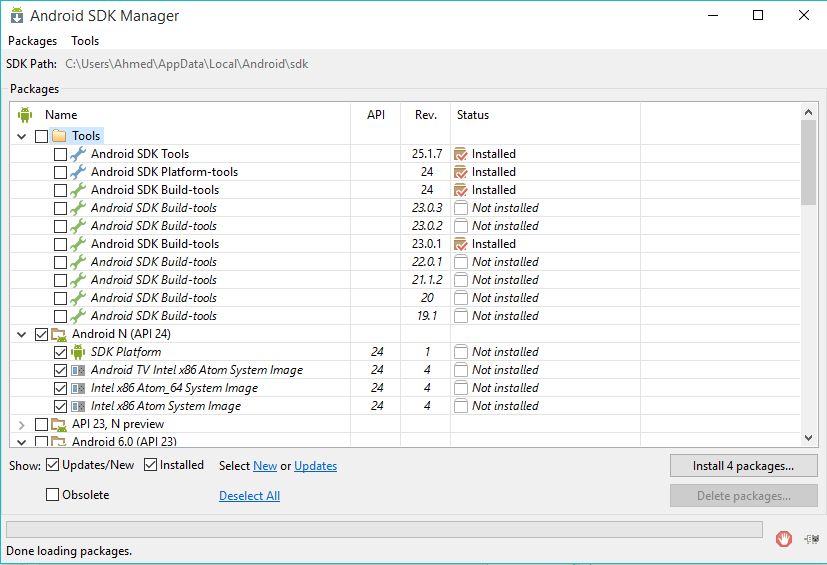 Android SDK Manager
Packages Tools
SDK Path: C:\Users\Ahmed\AppData\Local\Android\sdk
Packages
Name API Rev. Status
Tools
Android SDK Tools 25.1.7 Installed
Android SDK Platform-tools 24 Installed
Android SDK Build-tools 24 Installed
Android SDK Build-tools 23.0.3 Not installed
Android SDK Build-tools 23.0.2 Not installed
Android SDK Build-tools 23.0.1 Installed
Android SDK Build-tools 22.0.1 Not installed
Android SDK Build-tools 21.1.2 Not installed
Android SDK Build-tools 20 Not installed
Android SDK Build-tools 19.1 Not installed
Android N (API 24)
SDK Platform 24 1 Not installed
Android TV Intel x86 Atom System Image 24 4 Not installed
Intel x86 Atom_64 System Image 24 4 Not installed
Intel x86 Atom System Image 24 4 Not installed
API 23, N preview
Android 6.0 (API 23)
Show: Updates/New Installed Select New or Updates Install 4 packages...
Obsolete Deselect All Delete packages...
Done loading packages.